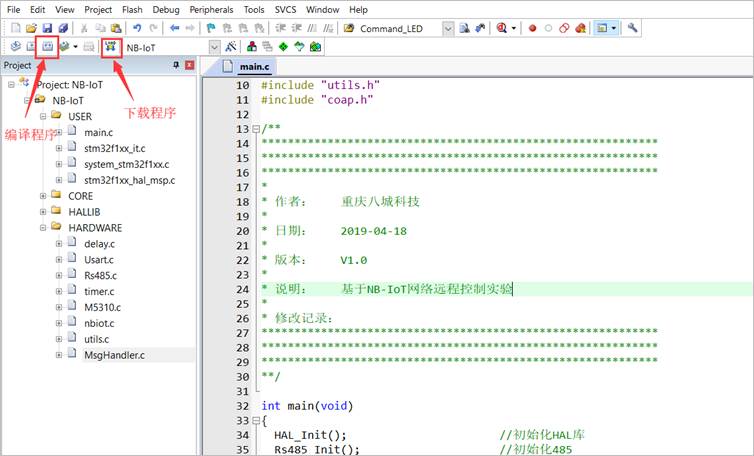 File Edit View Project Flash Debug Peripherals Tools SVCS Window Help
Command_LED
LOAD NB-IoT
Project
main.c
Project: NB-IoT
NB-IoT
USER
main.c
stm32f1xx_it.c
system_stm32f1xx.c
stm32f1xx_hal_msp.c
CORE
HALLIB
HARDWARE
delay.c
Usart.c
Rs485.c
timer.c
M5310.c
nbiot.c
utils.c
MsgHandler.c
编译程序
下载程序
10 #include "utils.h"
11 #include "coap.h"
12
13 /**
14 ************************************************************
15 ************************************************************
16 ************************************************************
17 *
18 * 作者： 重庆八城科技
19 *
20 * 日期： 2019-04-18
21 *
22 * 版本： V1.0
23 *
24 * 说明： 基于NB-IoT网络远程控制实验
25 *
26 * 修改记录：
27 ************************************************************
28 ************************************************************
29 ************************************************************
30 **/
31
32 int main(void)
33 {
34 HAL_Init(); //初始化HAL库
35 Rs485_Init(); //初始化485